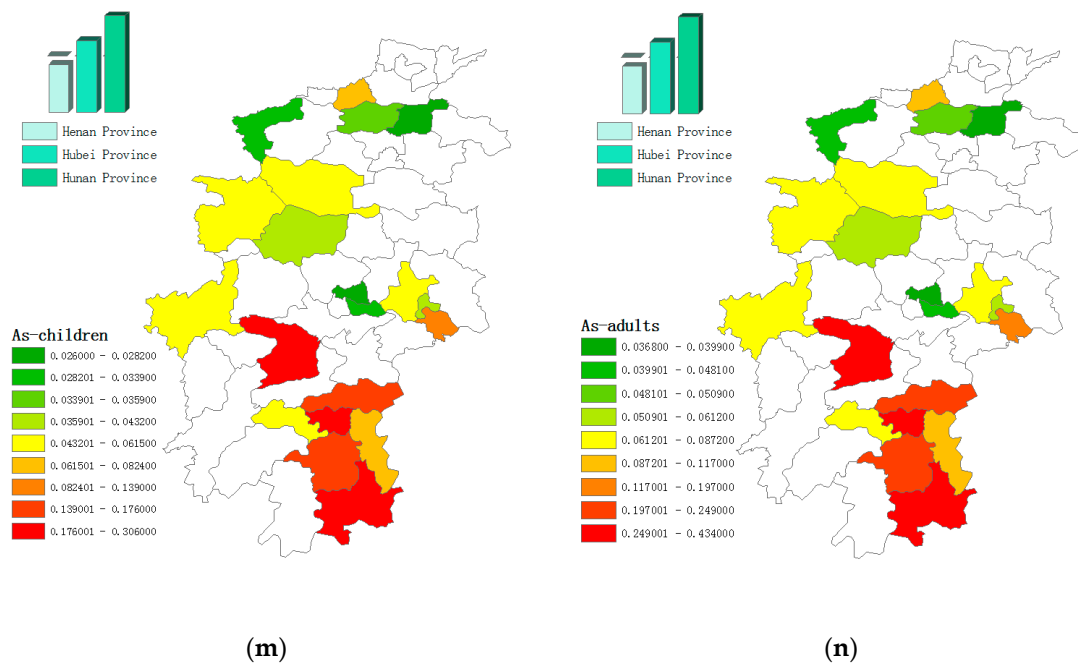 Henan Province
Hubei Province
Hunan Province
As-children
0.026000 - 0.028200
0.028201 - 0.033900
0.033901 - 0.035900
0.035901 - 0.043200
0.43201 - 0.061500
0.061501 - 0.082400
0.082401 - 0.139000
0.139001 - 0.176000
0.176001 - 0.306000
(m)
Henan Province
Hubei Province
Hunan Province
As-adults
0.036800 - 0.039900
0.039901 - 0.048100
0.048101 - 0.050900
0.050901 - 0.061200
0.061201 - 0.087200
0.087201 - 0.117000
0.117001 - 0.197000
0.197001 - 0.249000
0.249001 - 0.434000
(n)